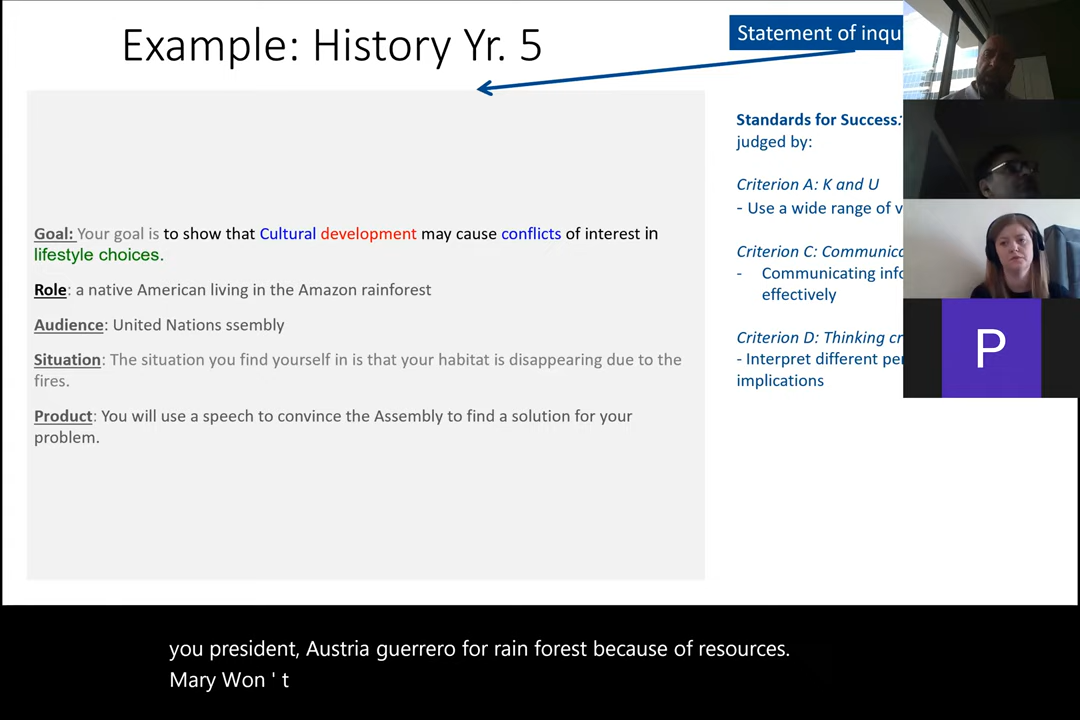 Example: History Yr. 5
Statement of inqu
Goal: Your goal is to show that Cultural development may cause conflicts of interest in
lifestyle choices.
Role: a native American living in the Amazon rainforest
Audience: United Nations ssembly
Situation: The situation you find yourself in is that your habitat is disappearing due to the
fires.
Product: You will use a speech to convince the Assembly to find a solution for your
problem.
Standards for Success:
judged by:
Criterion A: K and U
- Use a wide range of v
Criterion C: Communica
- Communicating info
effectively
Criterion D: Thinking cr
- Interpret different per
implications
P
you president, Austria guerrero for rain forest because of resources.
Mary Won ' t